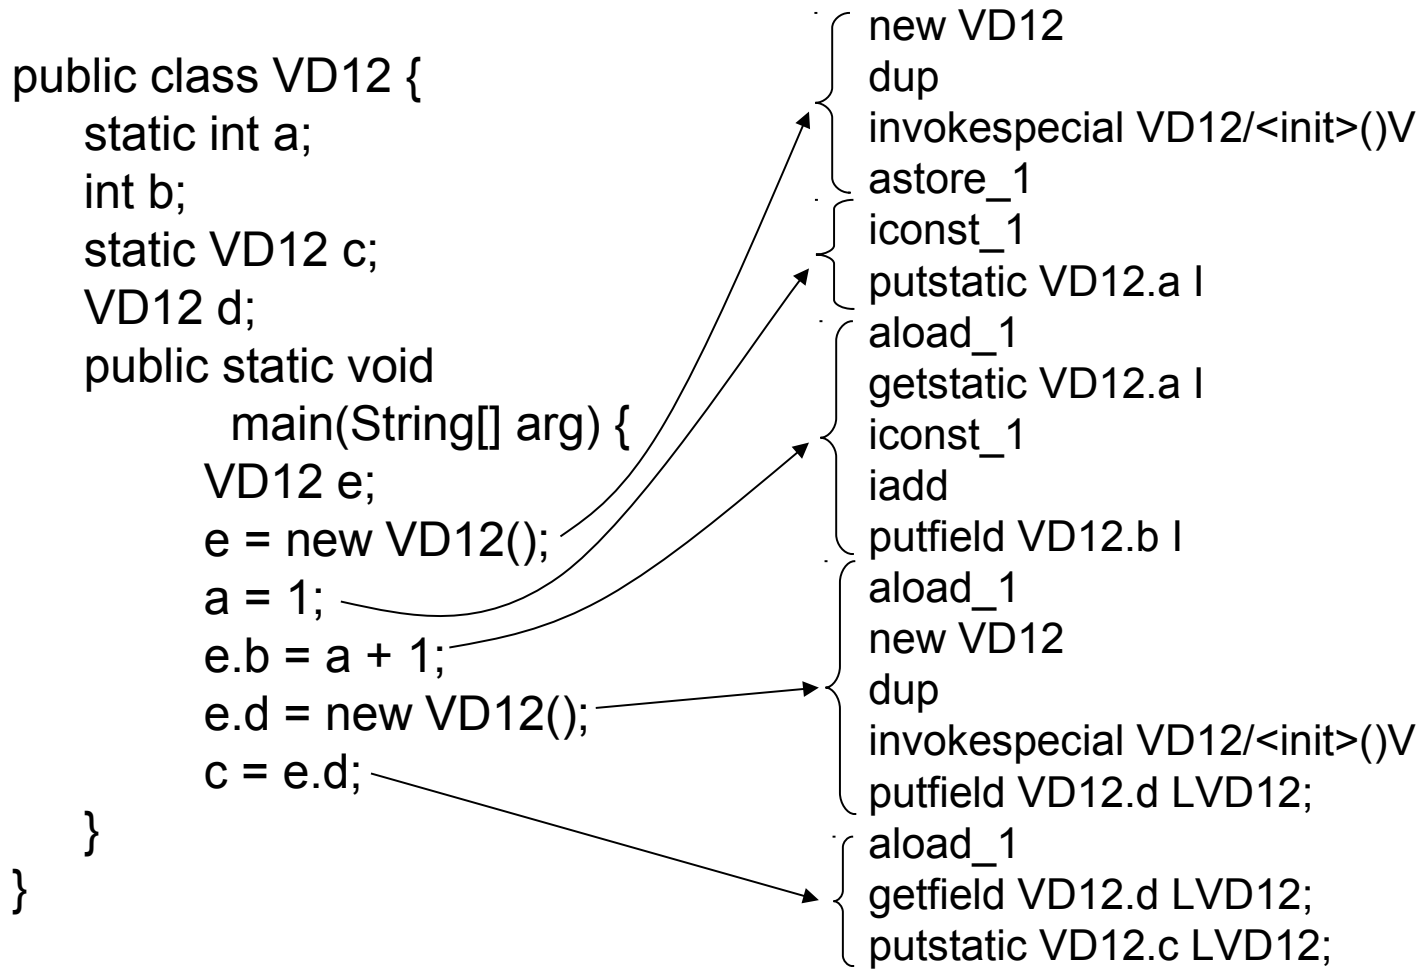 public class VD12 {
static int a;
int b;
static VD12 c;
VD12 d;
public static void
main(String[] arg) {
VD12 e;
e = new VD12();
a = 1;
e.b = a + 1;
e.d = new VD12();
c = e.d;
}
}
new VD12
dup
invokespecial VD12/<init>()V
astore_1
iconst_1
putstatic VD12.a I
aload_1
getstatic VD12.a I
iconst_1
iadd
putfield VD12.b I
aload_1
new VD12
dup
invokespecial VD12/<init>()V
putfield VD12.d LVD12;
aload_1
getfield VD12.d LVD12;
putstatic VD12.c LVD12;